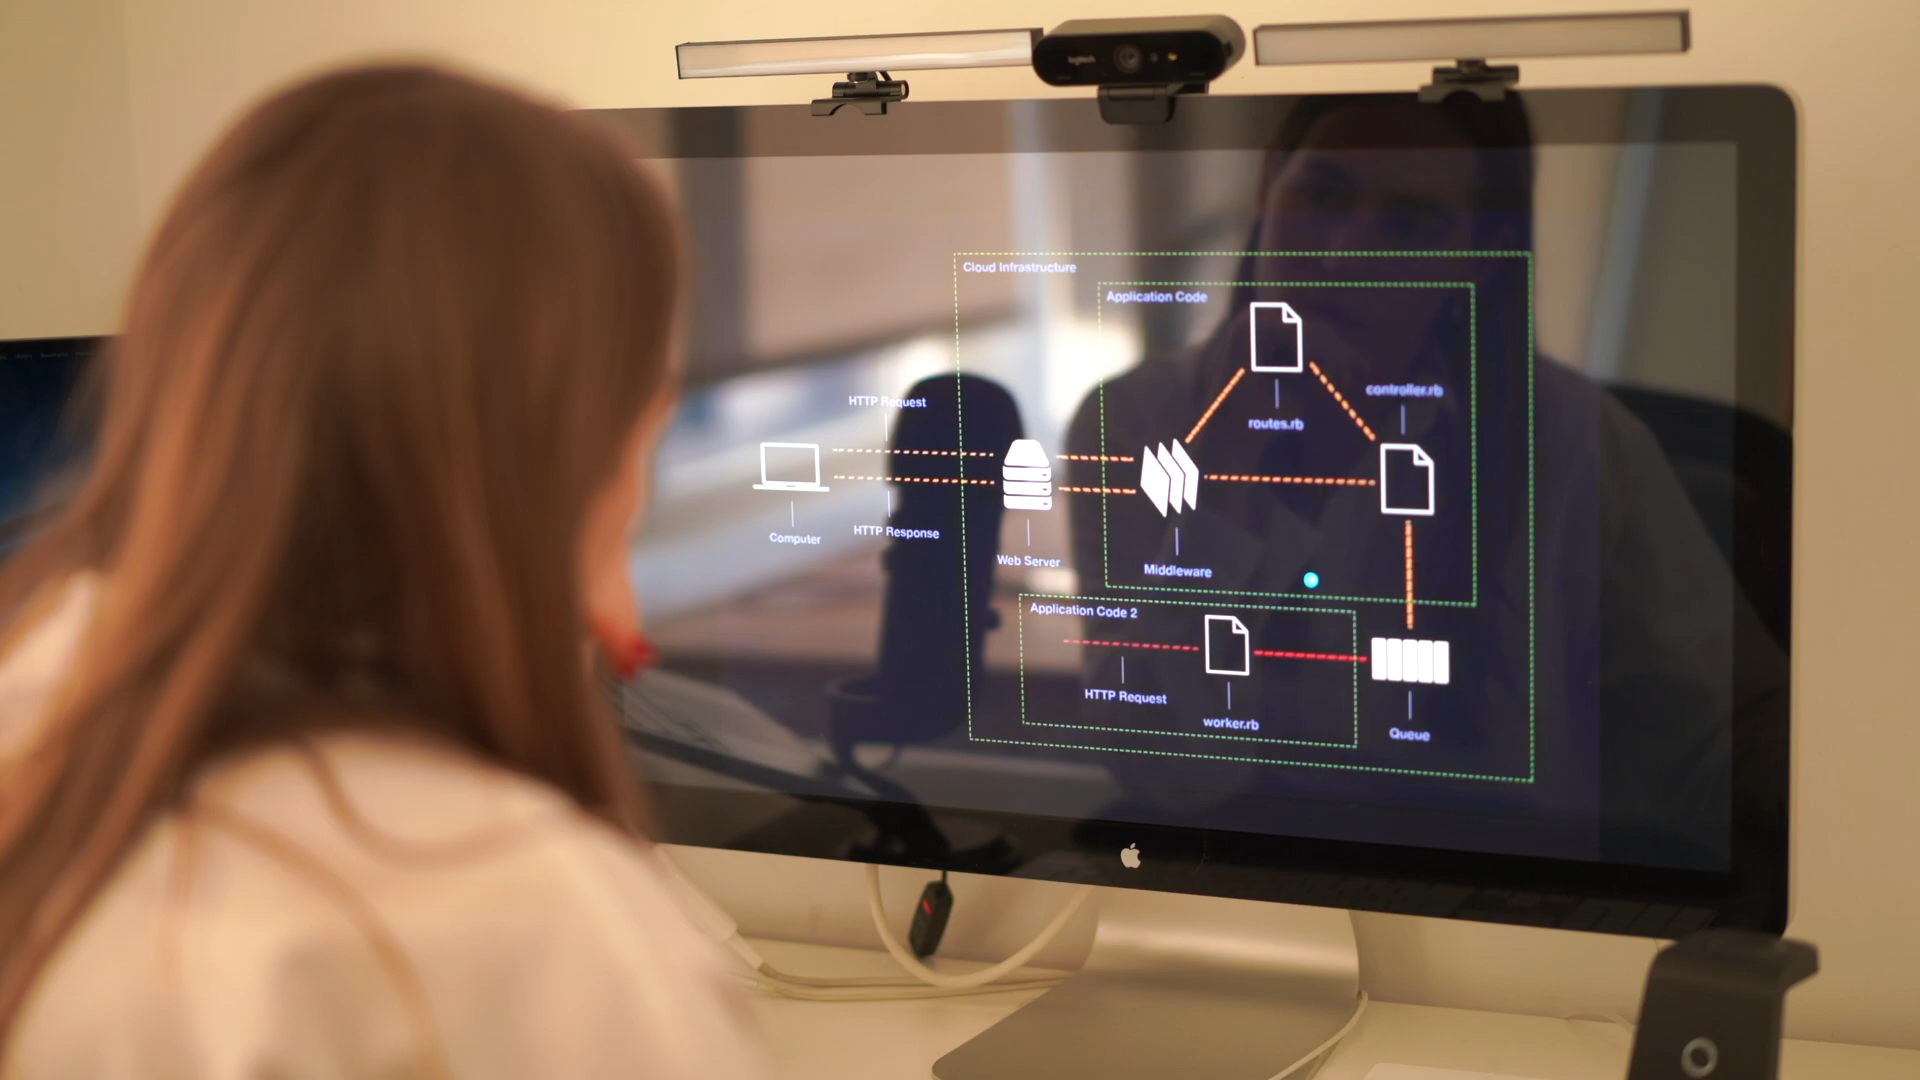 logitech
Cloud Infrastructure
Application Code
controller.rb
HTTP Request
routes.rb
HTTP Response
Computer
Web Server
Middleware
Application Code 2
HTTP Request
worker.rb
Queue